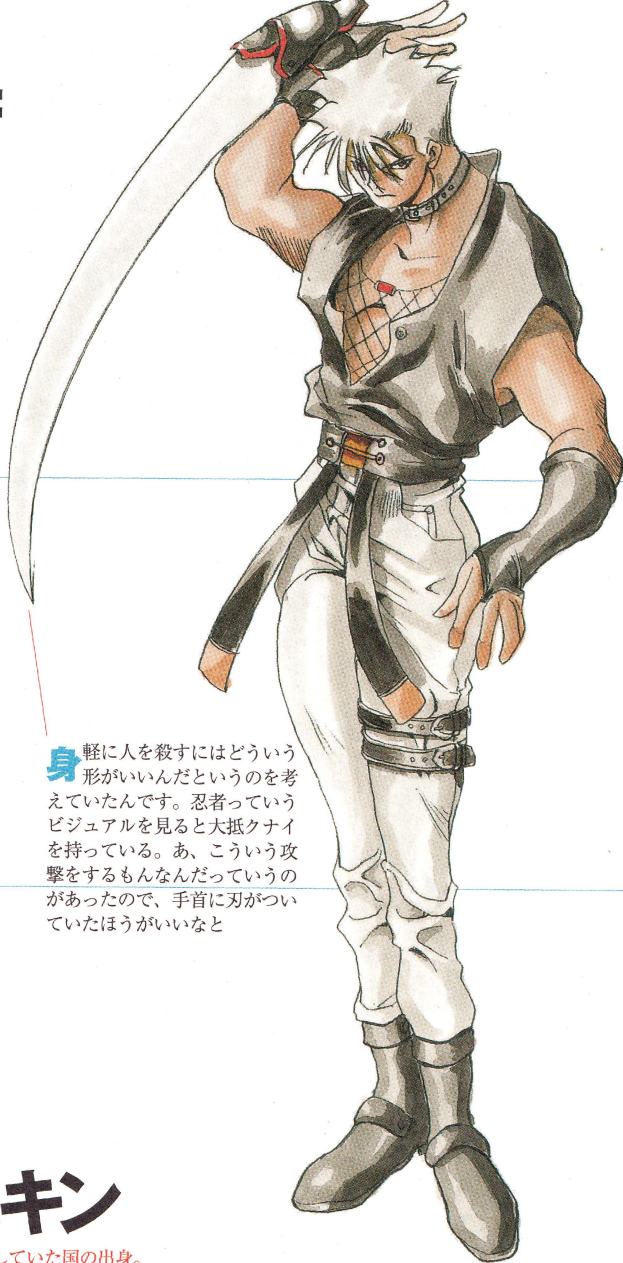 身軽に人を殺すにはどういう
形がいいんだというのを考
えていたんです。忍者っていう
ビジュアルを見ると大抵クナイ
を持っている。あ、こういう攻
撃をするもんなんだっていうの
があったので、手首に刃がつい
ていたほうがいいなと
キン
していた国の出身。